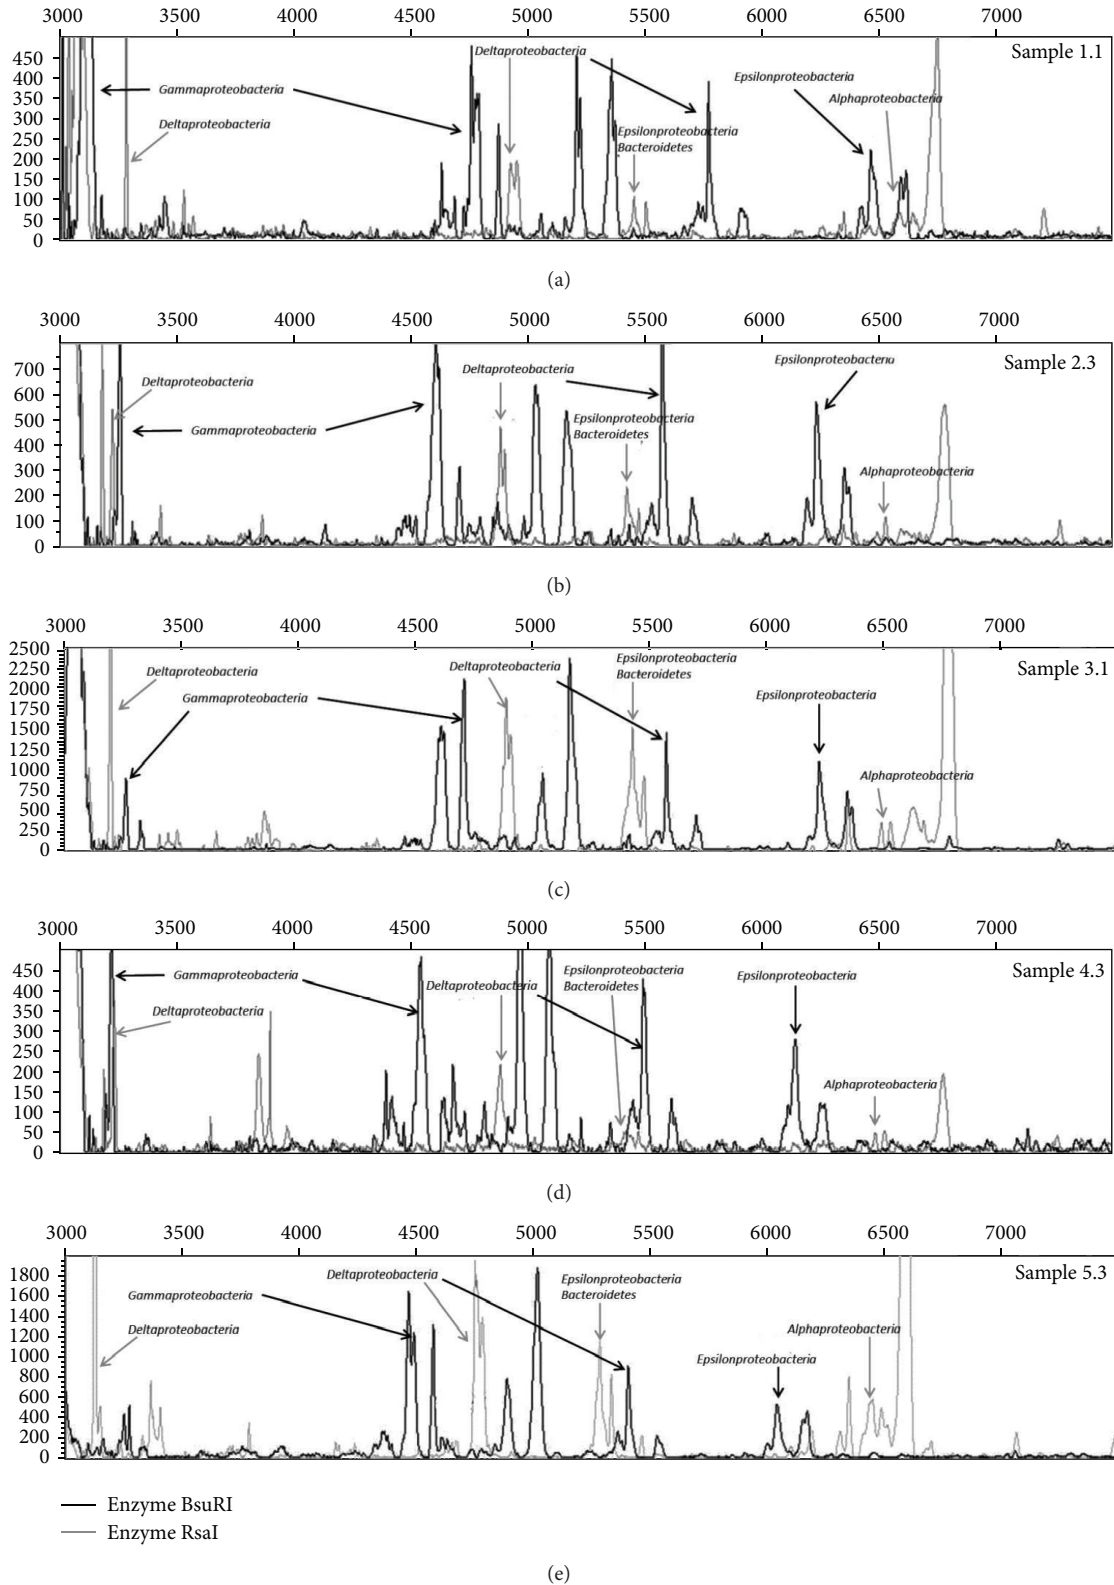 3000 3500 4000 4500 5000 5500 6000 6500 7000
Sample 1.1
450
400
350
300
250
200
150
100
50
0
Deltaproteobacteria
Epsilonproteobacteria
Gammaproteobacteria
Alphaproteobacteria
Deltaproteobacteria
Epsilonproteobacteria
Bacteroidetes
(a)
3000 3500 4000 4500 5000 5500 6000 6500 7000
Sample 2.3
700
600
500
400
300
200
100
0
Epsilonproteobacteria
Deltaproteobacteria
Deltaproteobacteria
Epsilonproteobacteria
Bacteroidetes
Gammaproteobacteria
Alphaproteobacteria
(b)
3000 3500 4000 4500 5000 5500 6000 6500 7000
Sample 3.1
2500
2250
2000
1750
1500
1250
1000
750
500
250
0
Epsilonproteobacteria
Bacteroidetes
Deltaproteobacteria
Deltaproteobacteria
Gammaproteobacteria
Epsilonproteobacteria
Alphaproteobacteria
(c)
3000 3500 4000 4500 5000 5500 6000 6500 7000
Sample 4.3
450
400
350
300
250
200
150
100
50
0
Gammaproteobacteria
Epsilonproteobacteria
Bacteroidetes
Epsilonproteobacteria
Deltaproteobacteria
Deltaproteobacteria
Alphaproteobacteria
(d)
3000 3500 4000 4500 5000 5500 6000 6500 7000
Sample 5.3
1800
1600
1400
1200
1000
800
600
400
200
0
Deltaproteobacteria
Epsilonproteobacteria
Bacteroidetes
Gammaproteobacteria
Deltaproteobacteria
Alphaproteobacteria
Epsilonproteobacteria
Enzyme BsuRI
Enzyme RsaI
(e)